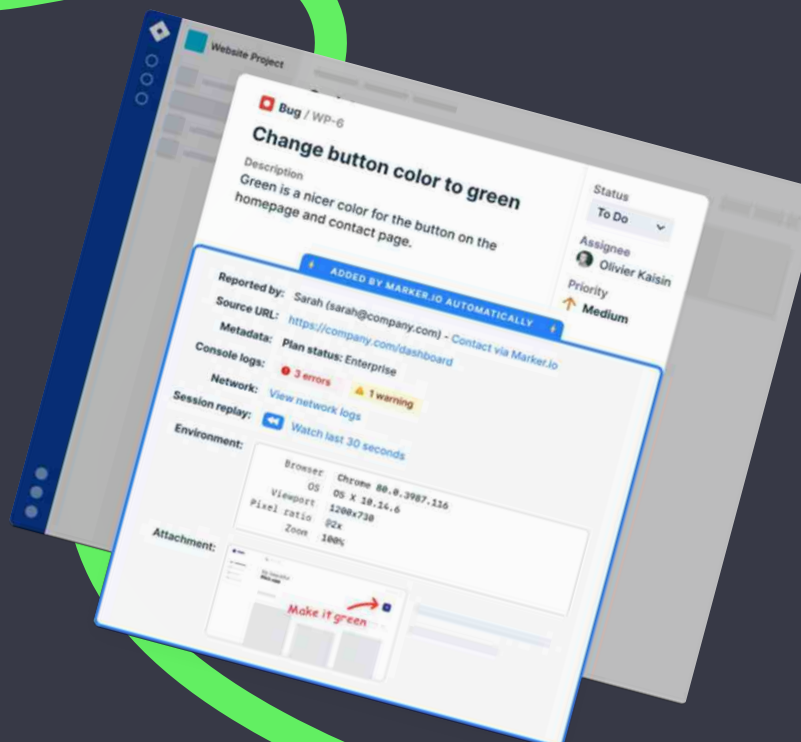 Website Project
Bug / WP-6
Change button color to green
Description
Green is a nicer color for the button on the
homepage and contact page.
Status
To Do
Assignee
Olivier Kaisin
Priority
Medium
ADDED BY MARKER.IO AUTOMATICALLY
Reported by: Sarah (sarah@company.com) - Contact via Marker.io
Source URL: https://company.com/dashboard
Metadata: Plan status: Enterprise
Console logs: 3 errors 1 warning
Network: View network logs
Session replay: Watch last 30 seconds
Environment:
Browser Chrome 80.0.3987.116
OS OS X 10.14.6
Viewport 1200x730
Pixel ratio @2x
Zoom 100%
Attachment:
Make it green